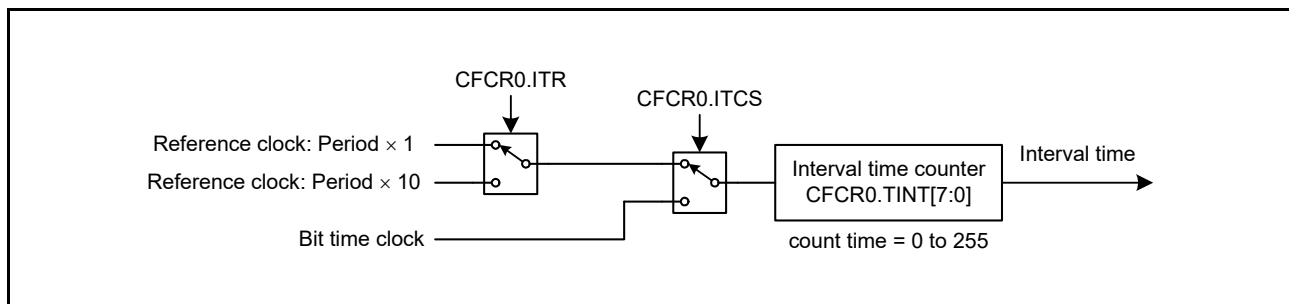 CFCR0.ITR
CFCR0.ITCS
Reference clock: Period × 1
Reference clock: Period × 10
Bit time clock
Interval time counter
CFCR0.TINT[7:0]
count time = 0 to 255
Interval time